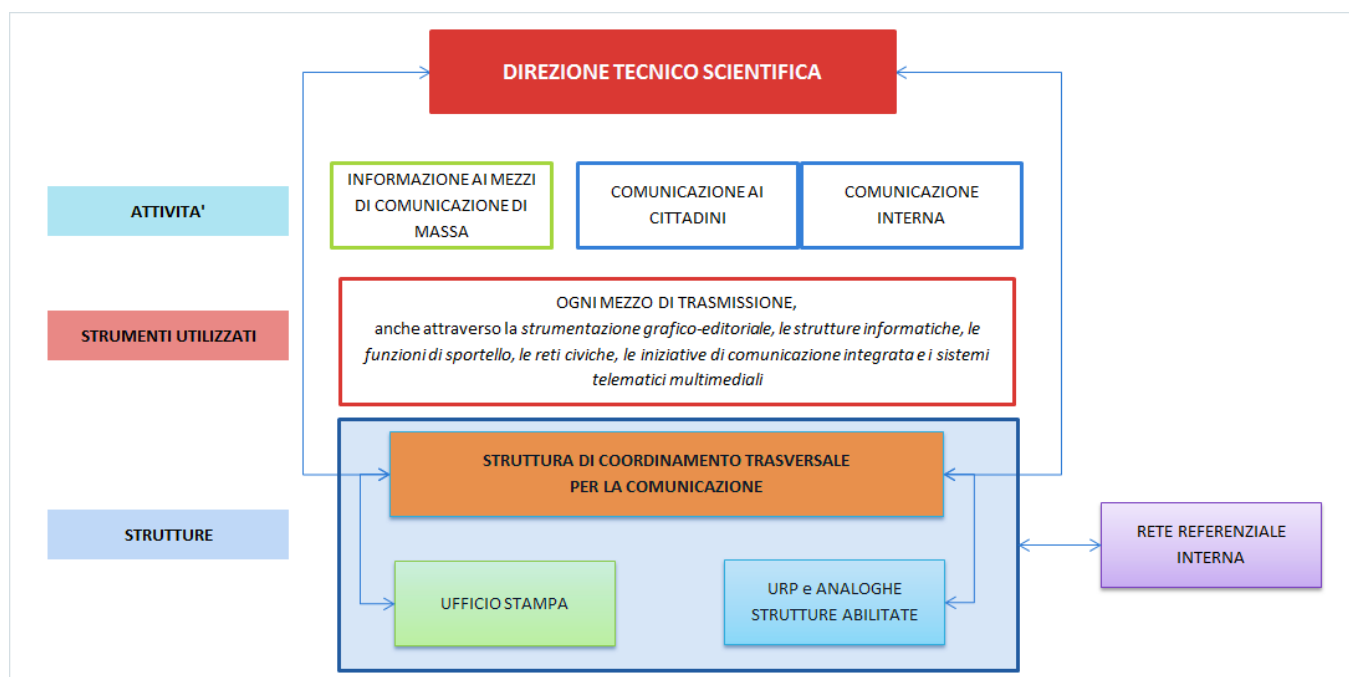 DIREZIONE TECNICO SCIENTIFICA
ATTIVITA'
INFORMAZIONE AI MEZZI
DI COMUNICAZIONE DI
MASSA
COMUNICAZIONE AI
CITTADINI
COMUNICAZIONE
INTERNA
STRUMENTI UTILIZZATI
OGNI MEZZO DI TRASMISSIONE,
anche attraverso la strumentazione grafico-editoriale, le strutture informatiche, le
funzioni di sportello, le reti civiche, le iniziative di comunicazione integrata e i sistemi
telematici multimediali
STRUTTURE
STRUTTURA DI COORDINAMENTO TRASVERSALE
PER LA COMUNICAZIONE
UFFICIO STAMPA
URP e ANALOGHE
STRUTTURE ABILITATE
RETE REFERENZIALE
INTERNA